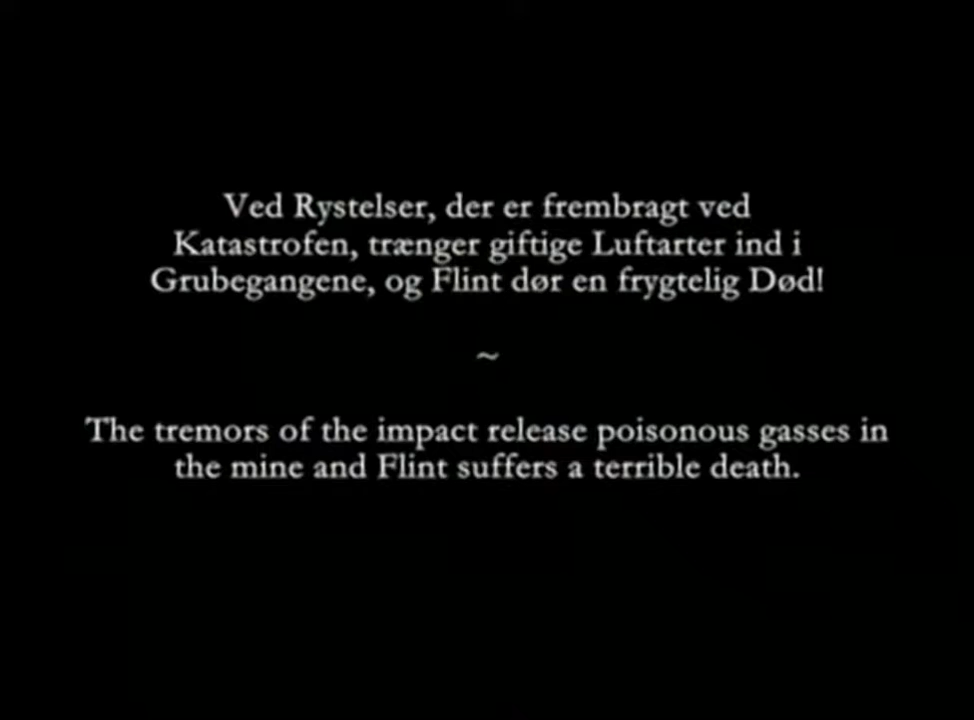 Ved Rystelser, der er frembragt ved
Katastrofen, trænger giftige Luftarter ind i
Grubegangene, og Flint dør en frygtelig Død!
~
The tremors of the impact release poisonous gasses in
the mine and Flint suffers a terrible death.